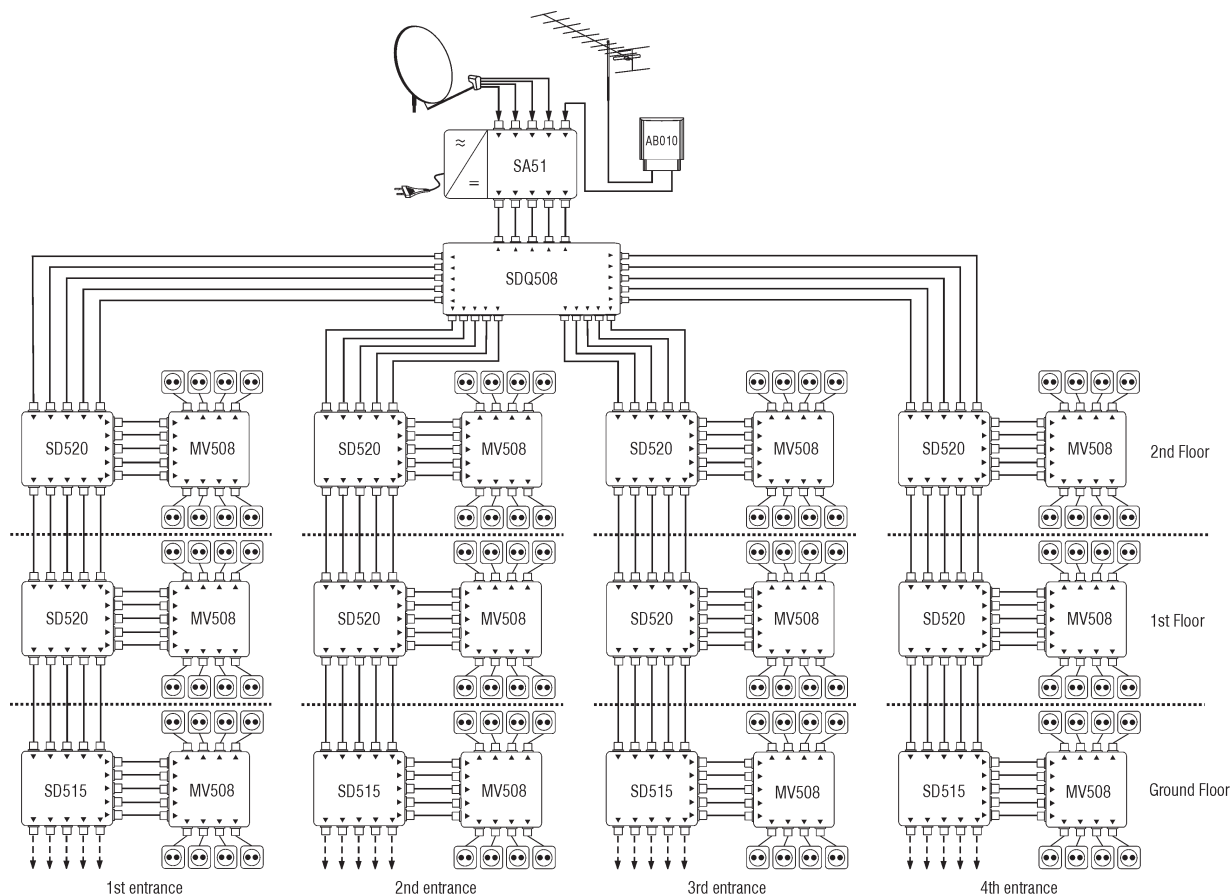 AB010
SA51
SDQ508
SD520 MV508 SD520 MV508 SD520 MV508 SD520 MV508 2nd Floor
SD520 MV508 SD520 MV508 SD520 MV508 SD520 MV508 1st Floor
SD515 MV508 SD515 MV508 SD515 MV508 SD515 MV508 Ground Floor
1st entrance 2nd entrance 3rd entrance 4th entrance